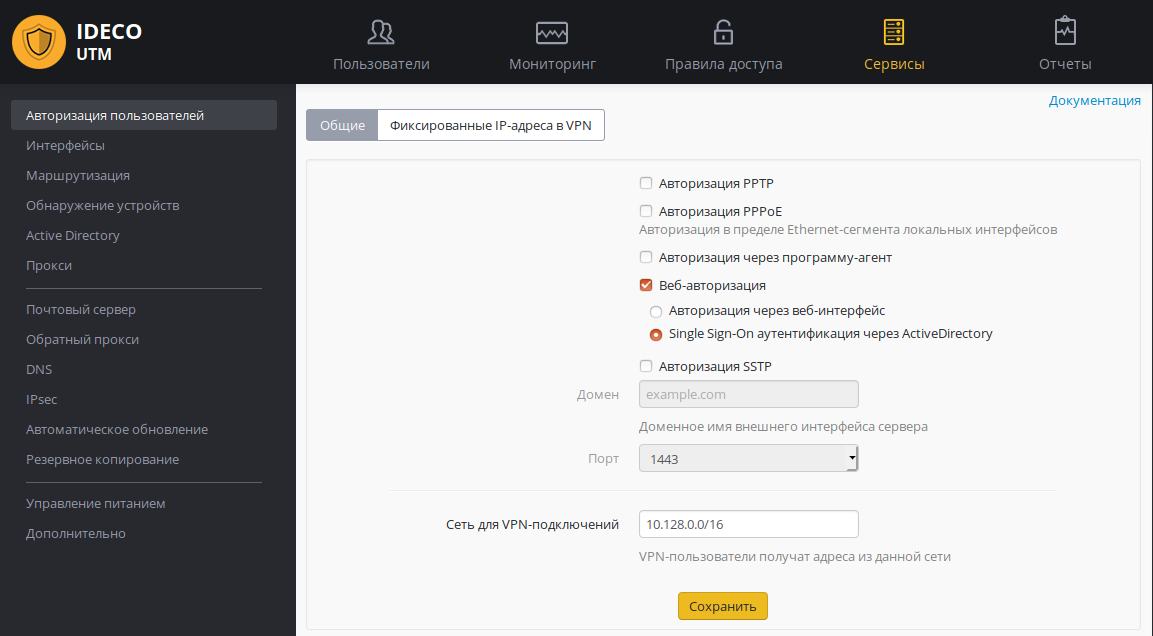 IDECO
UTM
Пользователи
Мониторинг
Правила доступа
Сервисы
Отчеты
Авторизация пользователей
Интерфейсы
Маршрутизация
Обнаружение устройств
Active Directory
Прокси
Почтовый сервер
Обратный прокси
DNS
IPsec
Автоматическое обновление
Резервное копирование
Управление питанием
Дополнительно
Документация
Общие
Фиксированные IP-адреса в VPN
Авторизация PPTP
Авторизация PPPoE
Авторизация в пределе Ethernet-сегмента локальных интерфейсов
Авторизация через программу-агент
Веб-авторизация
Авторизация через веб-интерфейс
Single Sign-On аутентификация через ActiveDirectory
Авторизация SSTP
Домен example.com
Доменное имя внешнего интерфейса сервера
Порт 1443
Сеть для VPN-подключений 10.128.0.0/16
VPN-пользователи получат адреса из данной сети
Сохранить